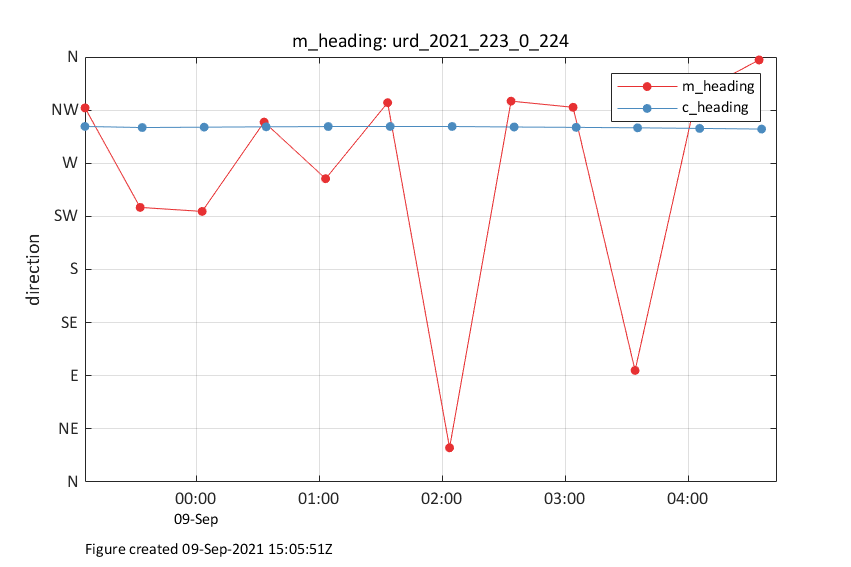 m_heading: urd_2021_223_0_224
m_heading
c_heading
N
NW
W
SW
S
SE
E
NE
N
direction
00:00
01:00
02:00
03:00
04:00
09-Sep
Figure created 09-Sep-2021 15:05:51Z